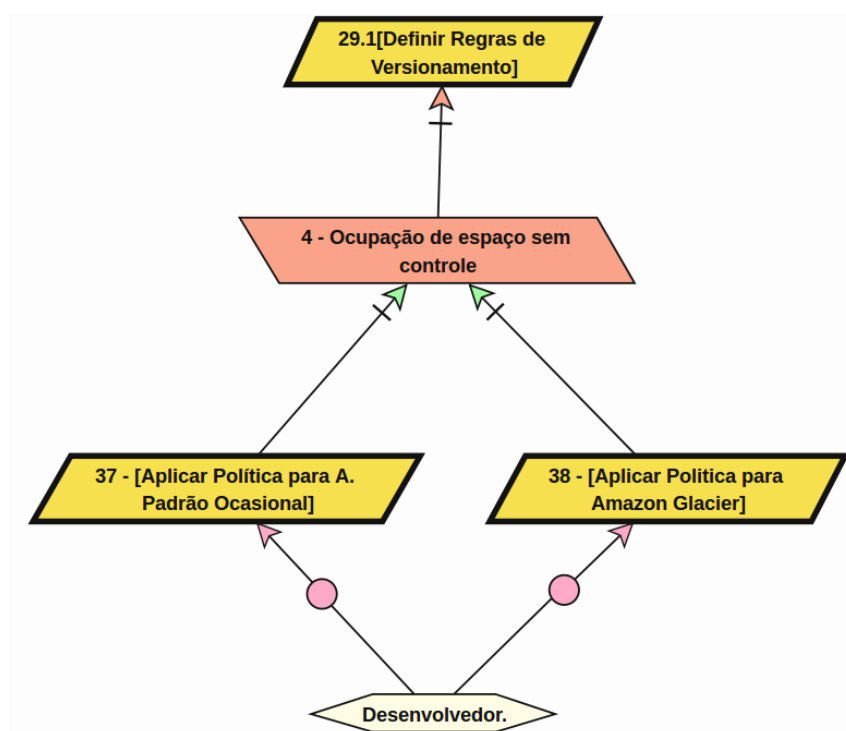 29.1[Definir Regras de
Versionamento]
4 - Ocupação de espaço sem
controle
37 - [Aplicar Política para A.
Padrão Ocasional]
38 - [Aplicar Politica para
Amazon Glacier]
Desenvolvedor.